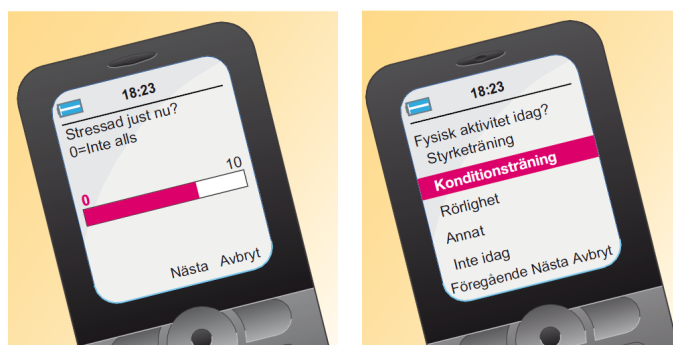 18:23
Stressad just nu?
0=Inte alls
0 10
Nästa Avbryt
18:23
Fysisk aktivitet idag?
Styrketräning
Konditionsträning
Rörlighet
Annat
Inte idag
Föregående Nästa Avbryt